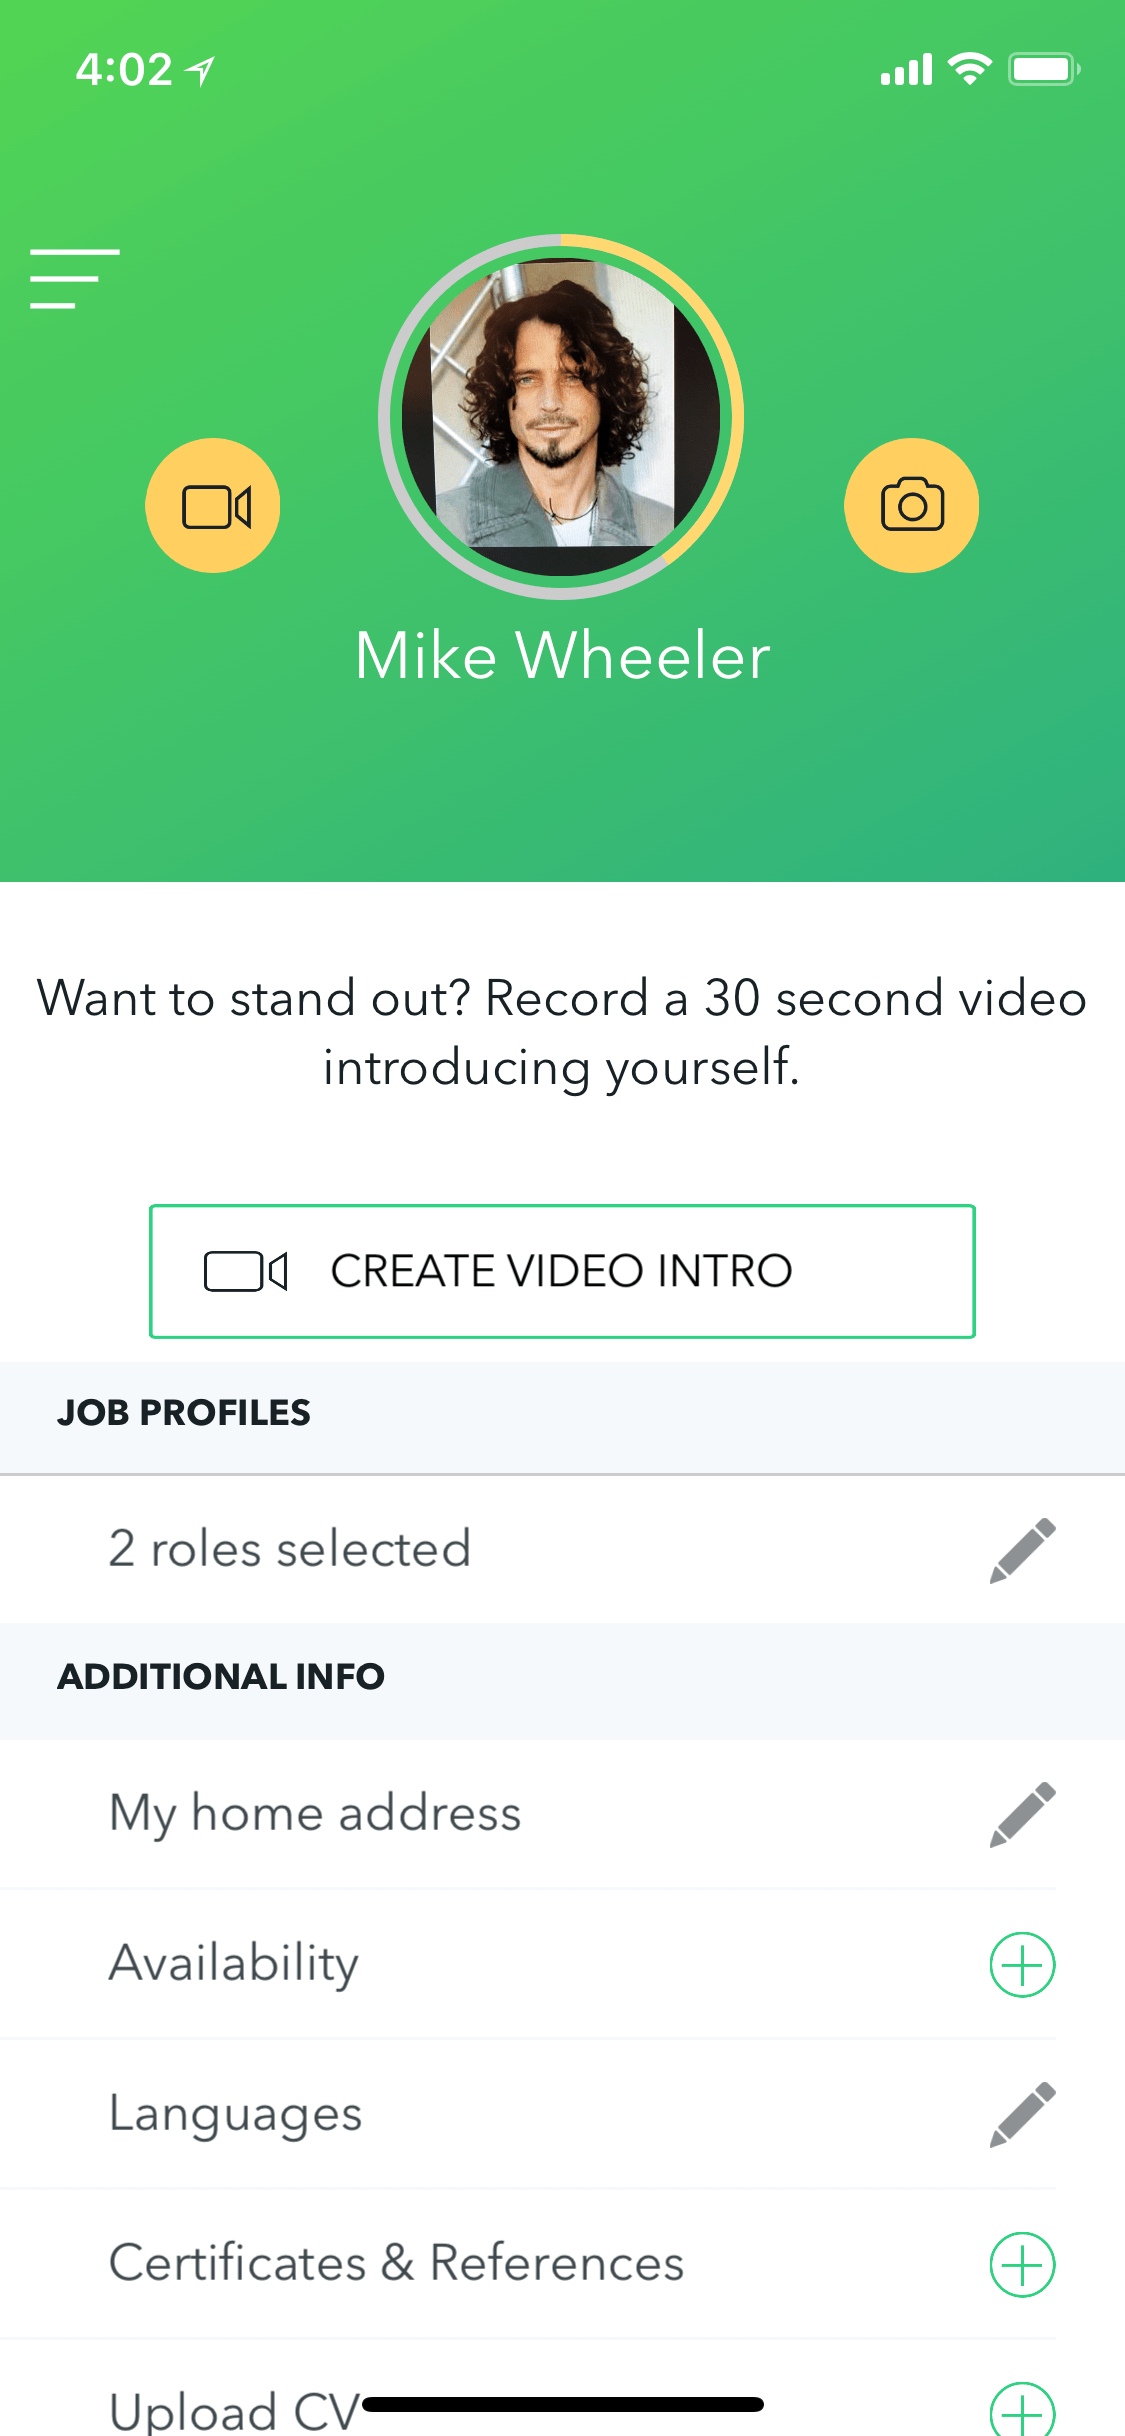 4:02
Mike Wheeler
Want to stand out? Record a 30 second video
introducing yourself.
CREATE VIDEO INTRO
JOB PROFILES
2 roles selected
ADDITIONAL INFO
My home address
Availability
Languages
Certificates & References
Upload CV